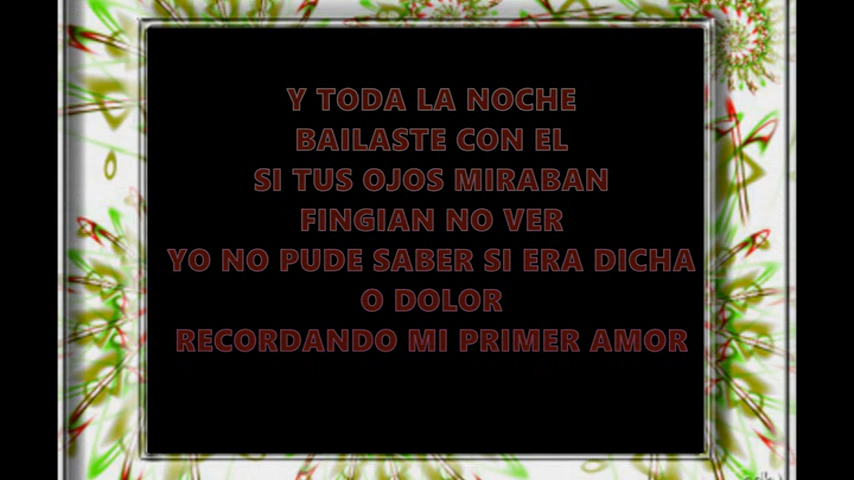 Y TODA LA NOCHE
BAILASTE CON EL
SI TUS OJOS MIRABAN
FINGIAN NO VER
YO NO PUDE SABER SI ERA DICHA
O DOLOR
RECORDANDO MI PRIMER AMOR